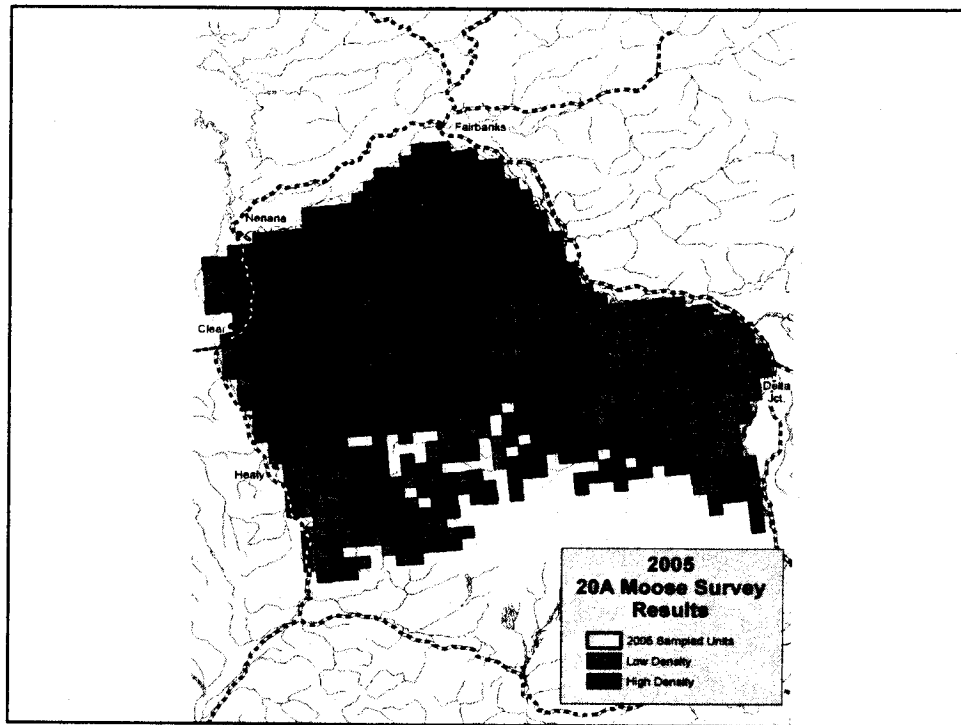 Fairbanks
Nenana
Clear
Delta
Jct.
Healy
2005
20A Moose Survey
Results
2005 Sampled Units
Low Density
High Density